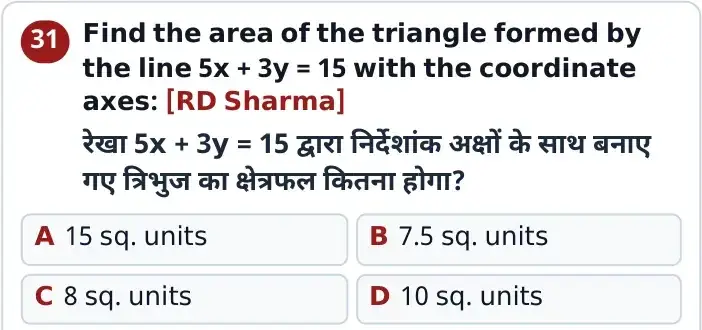 31 Find the area of the triangle formed by
the line 5x + 3y = 15 with the coordinate
axes: [RD Sharma]
रेखा 5x + 3y = 15 द्वारा निर्देशांक अक्षों के साथ बनाए
गए त्रिभुज का क्षेत्रफल कितना होगा?
A 15 sq. units
B 7.5 sq. units
C 8 sq. units
D 10 sq. units